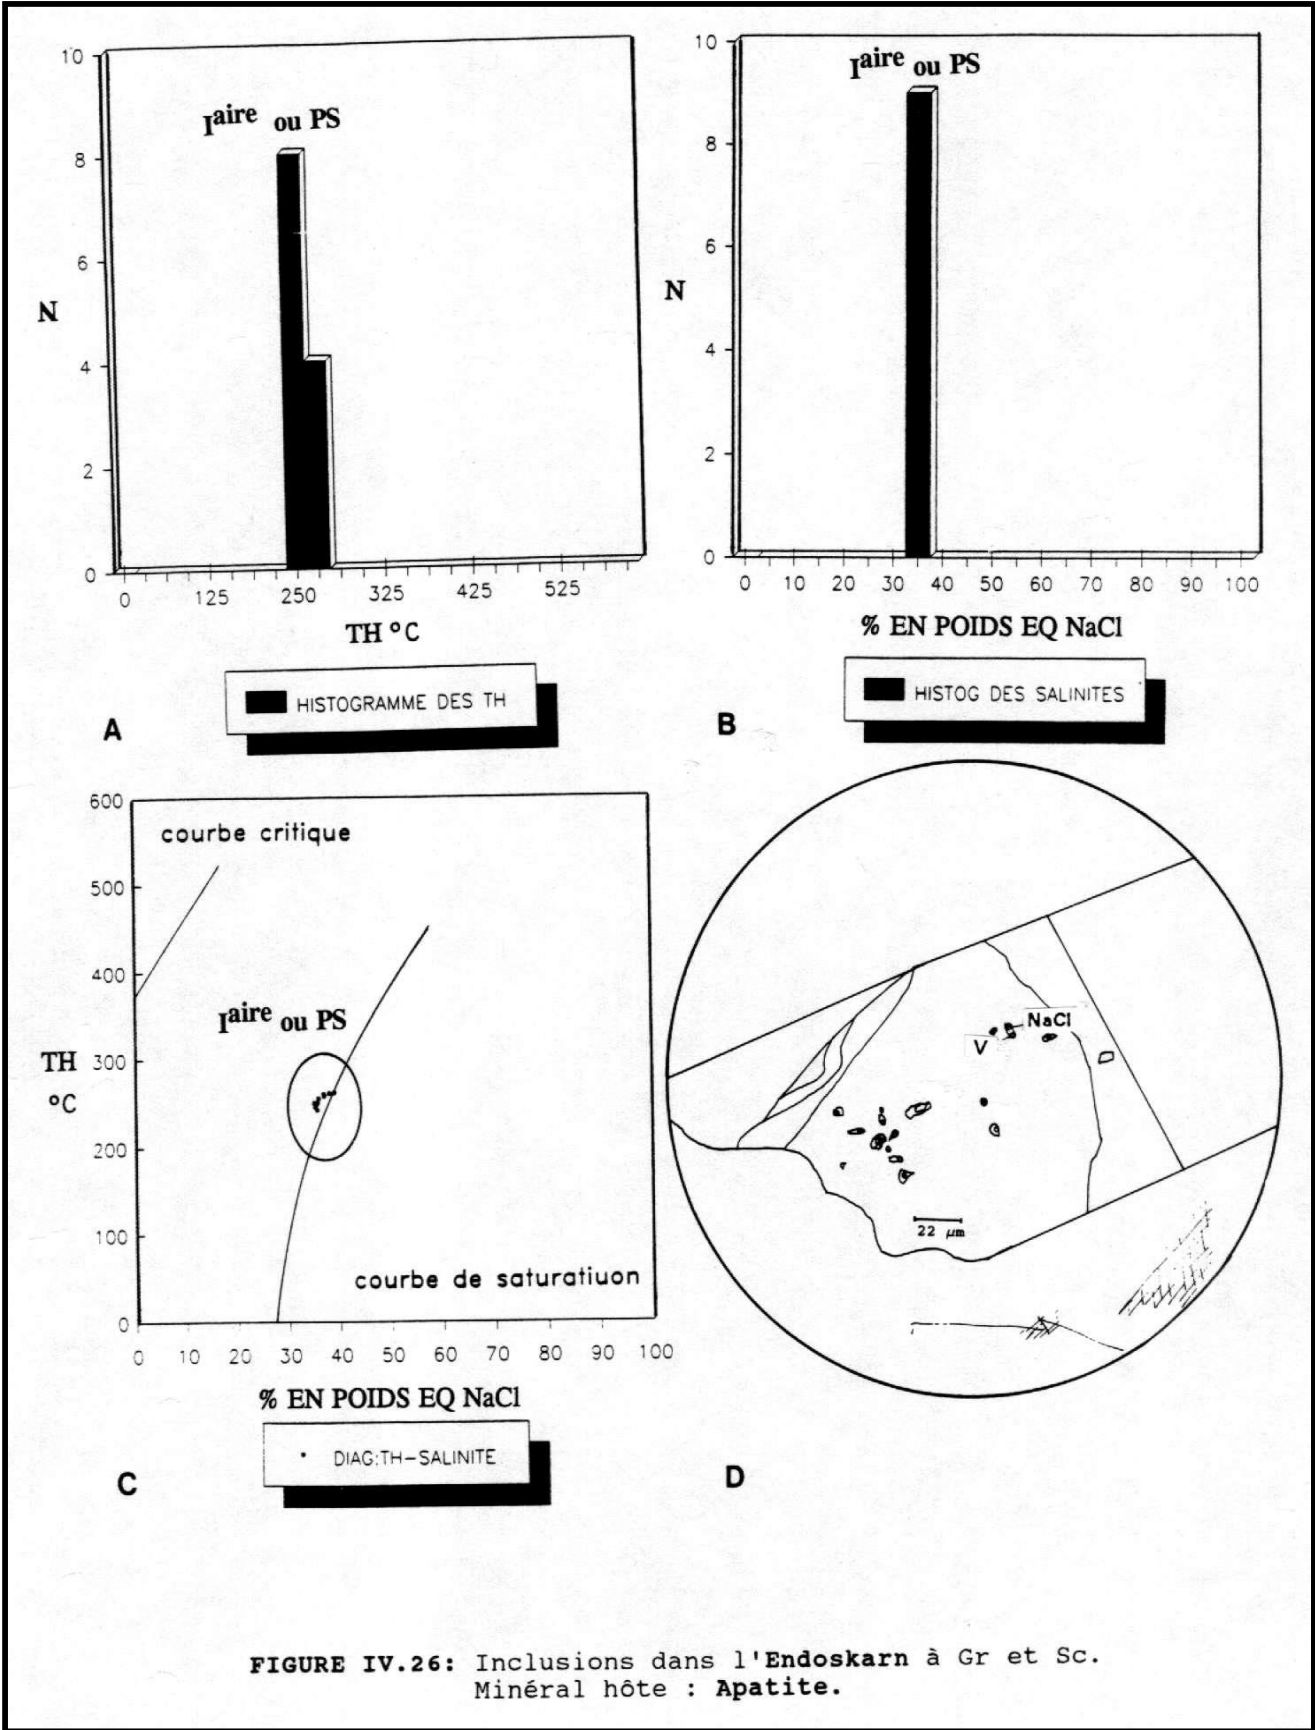 10
8
6
4
2
0
N
Iaire ou PS
0 125 250 325 425 525
TH °C
HISTOGRAMME DES TH
A
10
8
6
4
2
0
N
Iaire ou PS
0 10 20 30 40 50 60 70 80 90 100
% EN POIDS EQ NaCl
HISTOG DES SALINITES
B
600
500
400
300
200
100
0
TH
°C
courbe critique
Iaire ou PS
courbe de saturatiuon
0 10 20 30 40 50 60 70 80 90 100
% EN POIDS EQ NaCl
DIAG:TH-SALINITE
C
NaCl
V
22 µm
D
FIGURE IV.26: Inclusions dans l'Endoskarn à Gr et Sc.
Minéral hôte : Apatite.